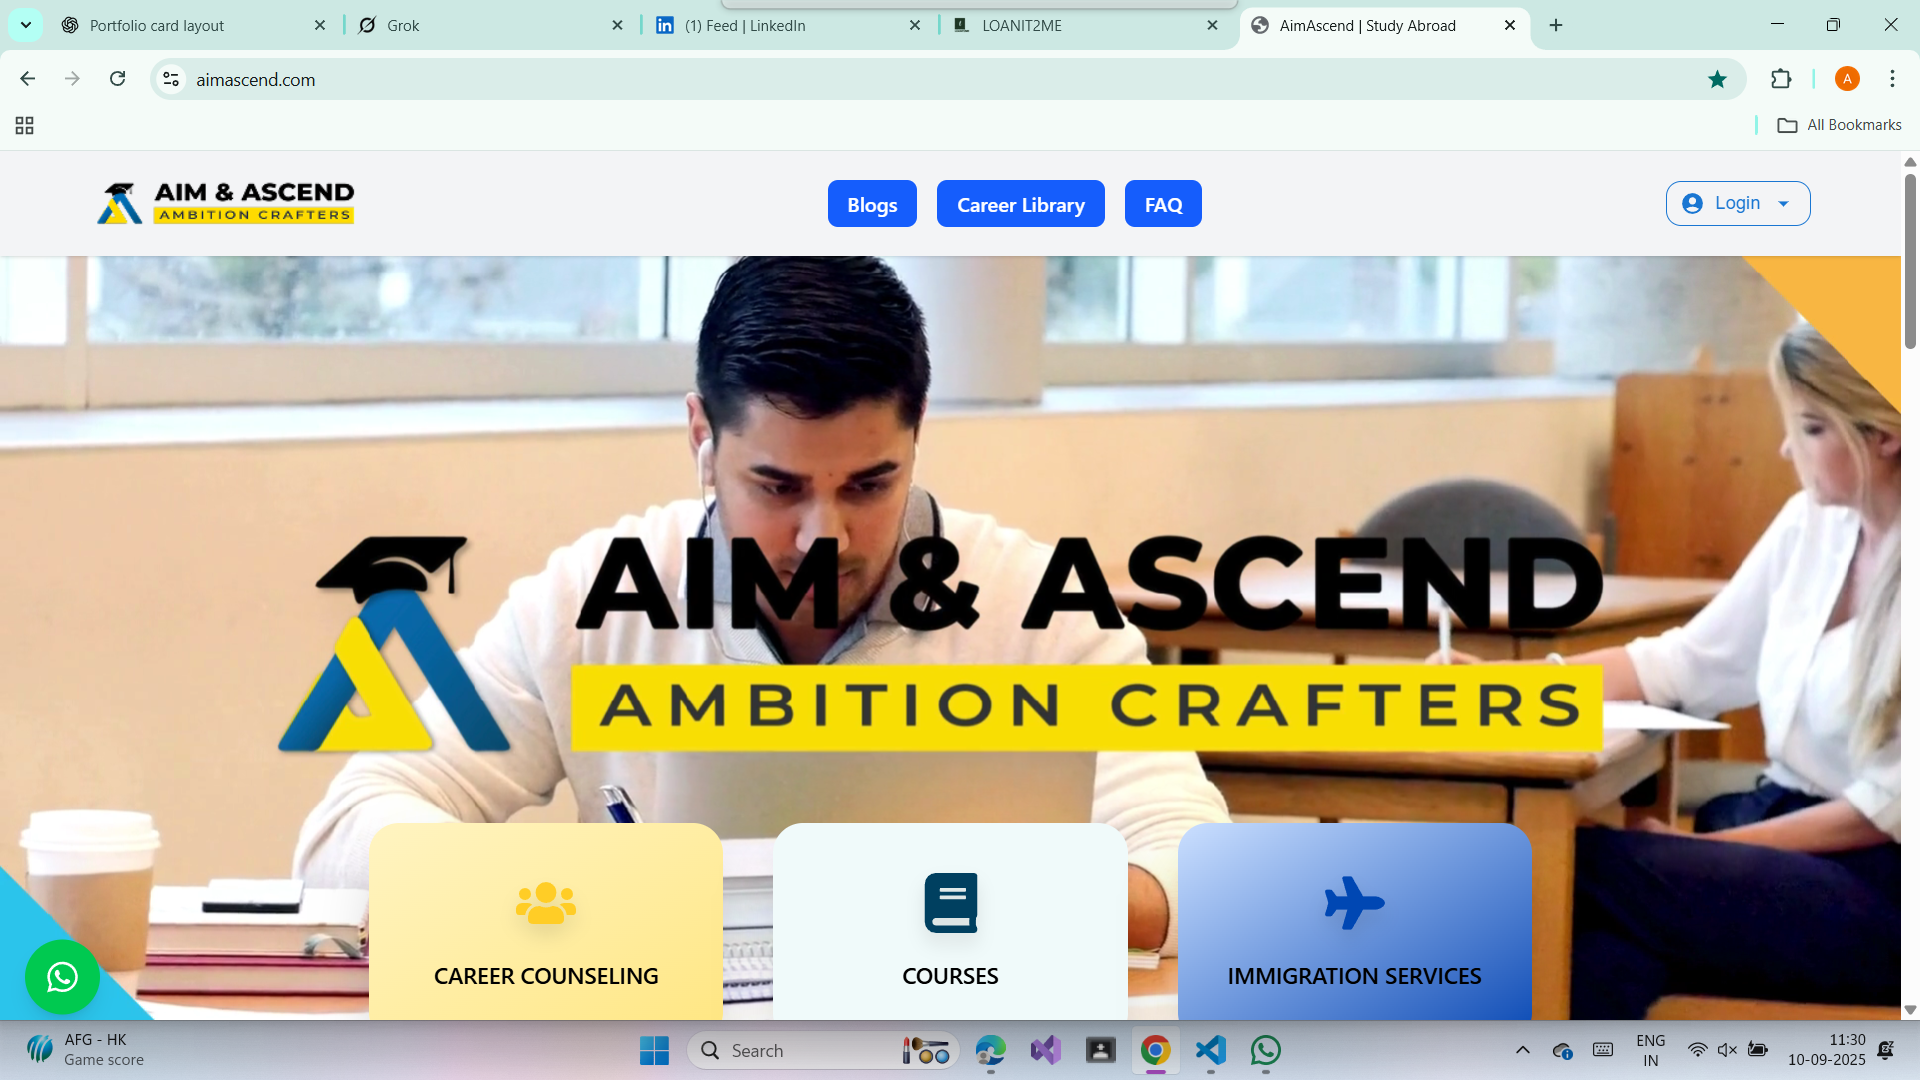 Portfolio card layout
Grok
(1) Feed | LinkedIn
LOANIT2ME
AimAscend | Study Abroad
aimascend.com
A
All Bookmarks
AIM & ASCEND
AMBITION CRAFTERS
Blogs
Career Library
FAQ
Login
AIM & ASCEND
AMBITION CRAFTERS
CAREER COUNSELING
COURSES
IMMIGRATION SERVICES
AFG - HK
Game score
Search
ENG
IN
11:30
10-09-2025